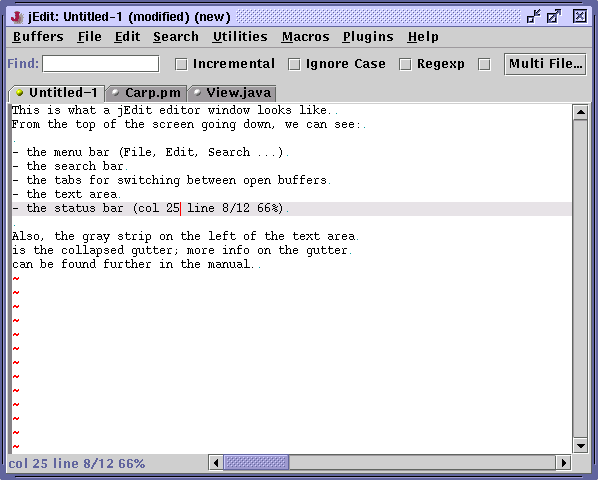 jEdit: Untitled-1 (modified) (new)
Buffers File Edit Search Utilities Macros Plugins Help
Find: Incremental Ignore Case Regexp Multi File...
Untitled-1 Carp.pm View.java
This is what a jEdit editor window looks like.
From the top of the screen going down, we can see:
- the menu bar (File, Edit, Search ...)
- the search bar
- the tabs for switching between open buffers
- the text area
- the status bar (col 25 line 8/12 66%)
Also, the gray strip on the left of the text area
is the collapsed gutter; more info on the gutter
can be found further in the manual.
~
~
~
~
~
~
~
~
~
~
~
~
~
col 25 line 8/12 66%